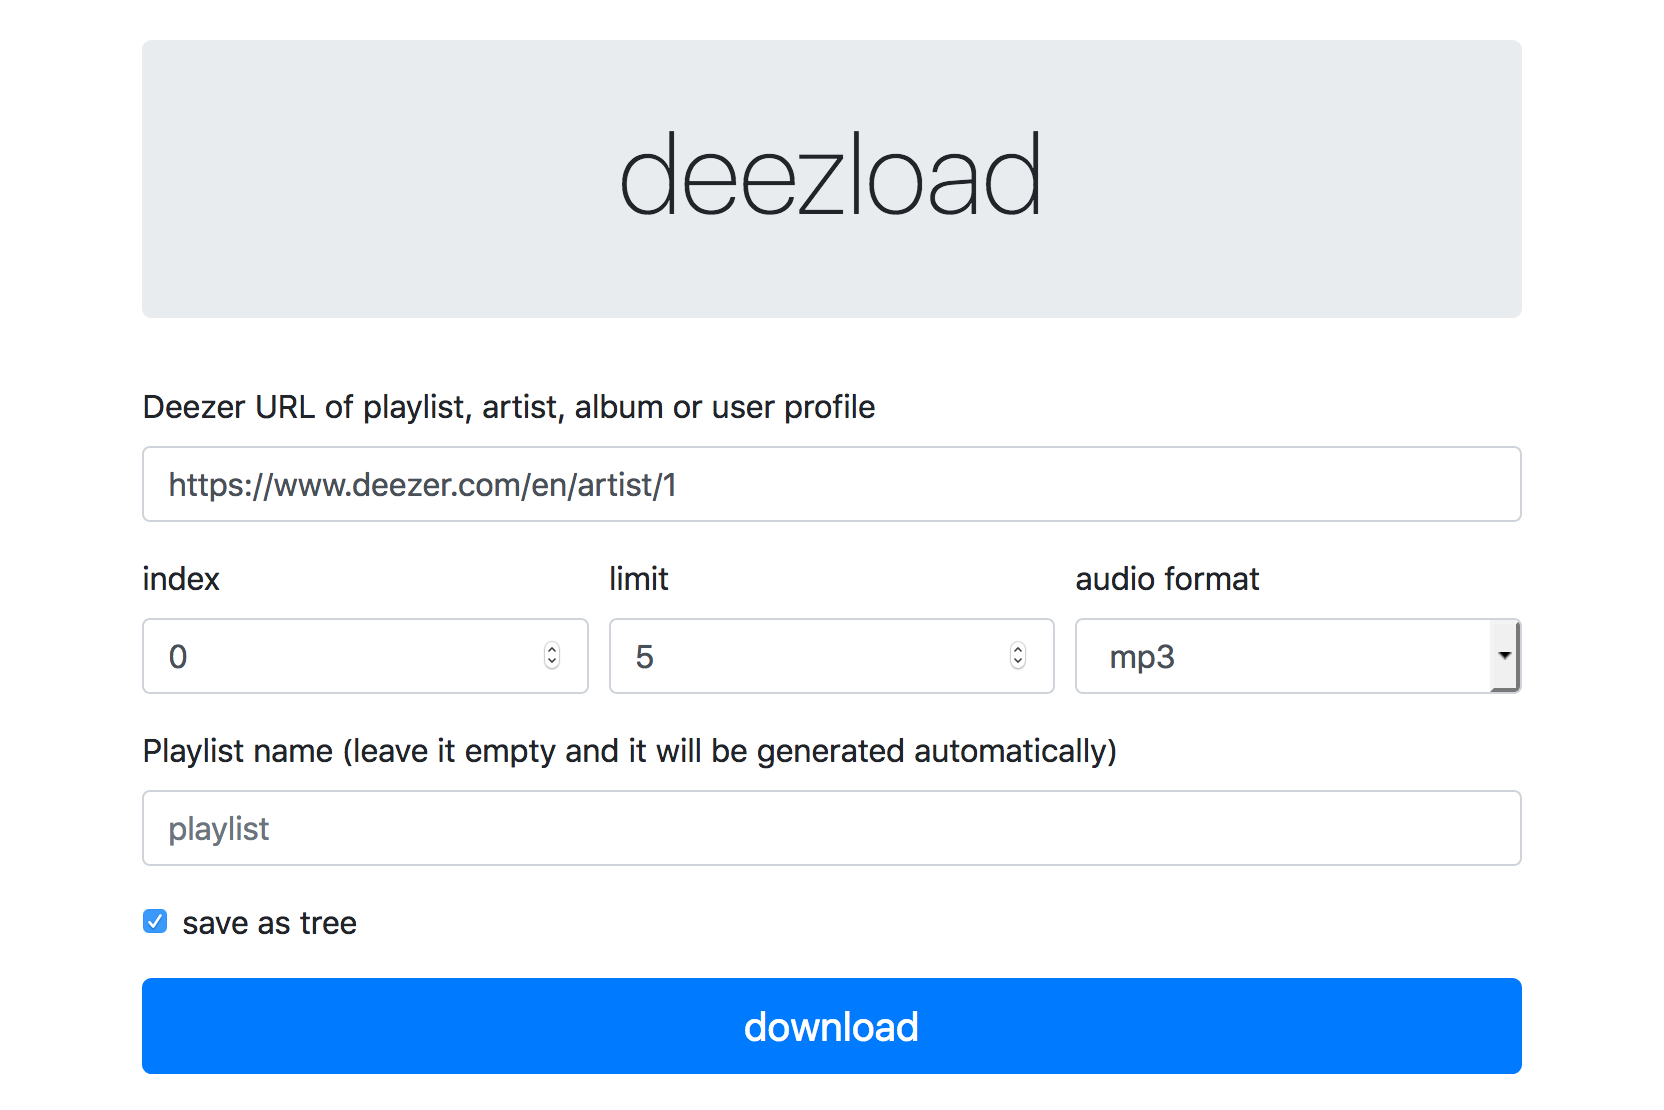 deezload
Deezer URL of playlist, artist, album or user profile
https://www.deezer.com/en/artist/1
index limit audio format
0 5 mp3
Playlist name (leave it empty and it will be generated automatically)
playlist
save as tree
download